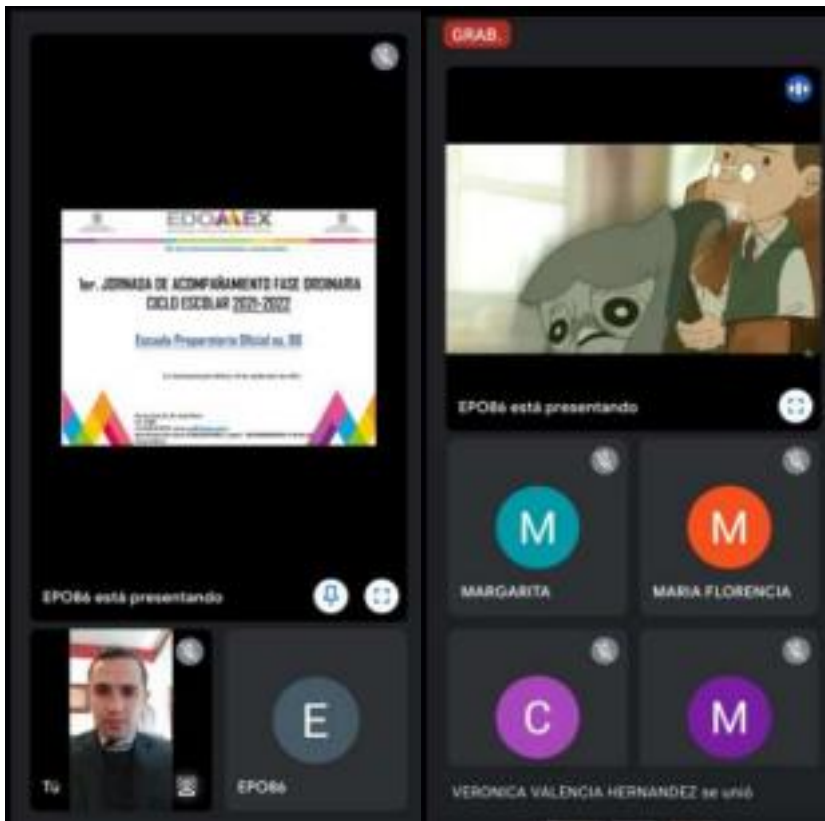 EDOMEX
1er. JORNADA DE ACOMPAÑAMIENTO FASE ORDINARIA
CICLO ESCOLAR 2021-2022
Escuela Preparatoria Oficial no. 86
EPO86 está presentando
Tú
E
EPO86
GRAB.
EPO86 está presentando
M
MARGARITA
M
MARIA FLORENCIA
C
M
VERONICA VALENCIA HERNANDEZ se unió